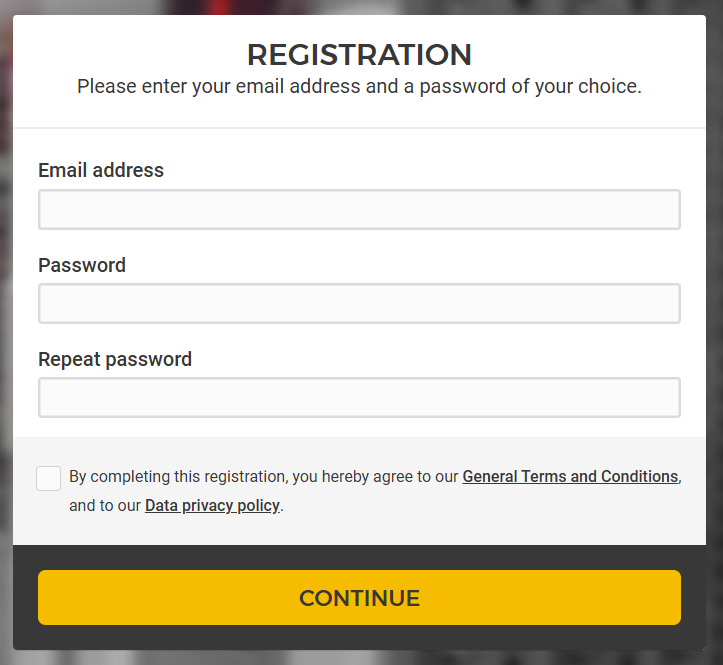 REGISTRATION
Please enter your email address and a password of your choice.
Email address
Password
Repeat password
By completing this registration, you hereby agree to our General Terms and Conditions,
and to our Data privacy policy.
CONTINUE